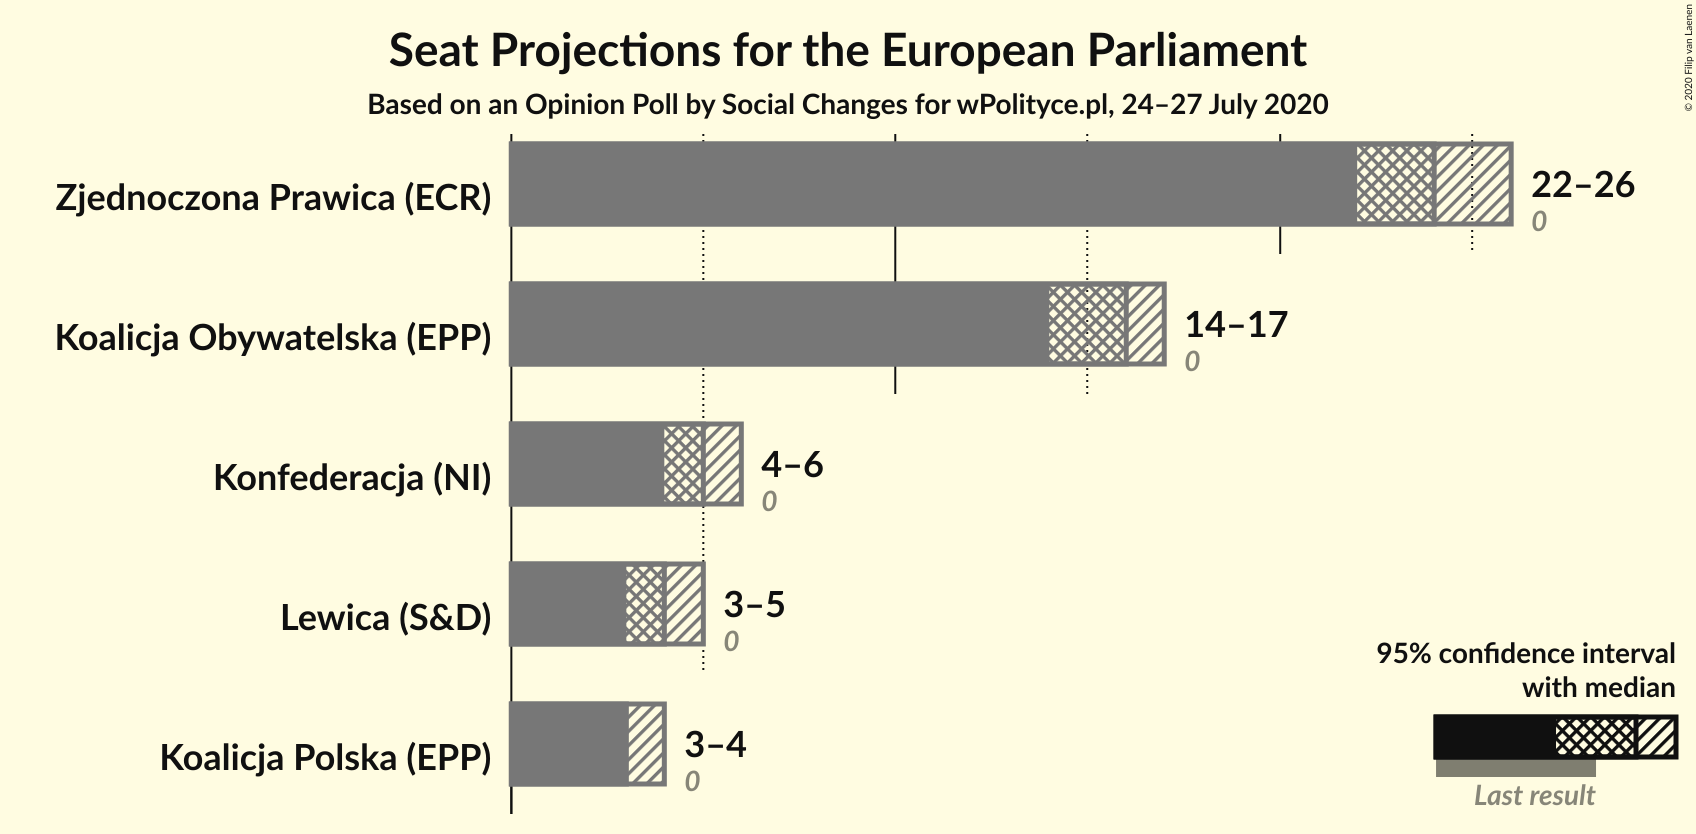 Seat Projections for the European Parliament
Based on an Opinion Poll by Social Changes for wPolityce.pl, 24–27 July 2020
© 2020 Filip van Laenen
Zjednoczona Prawica (ECR)
22–26
0
Koalicja Obywatelska (EPP)
14–17
0
Konfederacja (NI)
4–6
0
Lewica (S&D)
3–5
0
Koalicja Polska (EPP)
3–4
0
95% confidence interval
with median
Last result